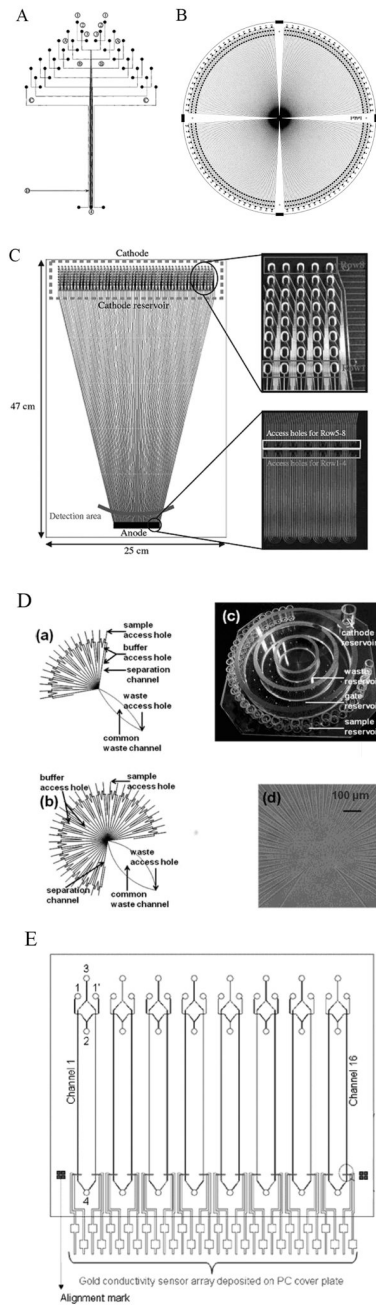 A
B
C
Cathode
Cathode reservoir
47 cm
Detection area
Anode
25 cm
Row8
Access holes for Row5-8
Access holes for Row1-4
D
(a)
sample
access hole
buffer
access hole
separation
channel
waste
access hole
common
waste channel
(c)
cathode
reservoir
waste
reservoir
gate
reservoir
sample
reservoir
(b)
buffer
access hole
sample
access hole
waste
access hole
separation
channel
common
waste channel
(d)
100 µm
E
3
1
1'
2
Channel 1
Channel 16
4
Gold conductivity sensor array deposited on PC cover plate
Alignment mark